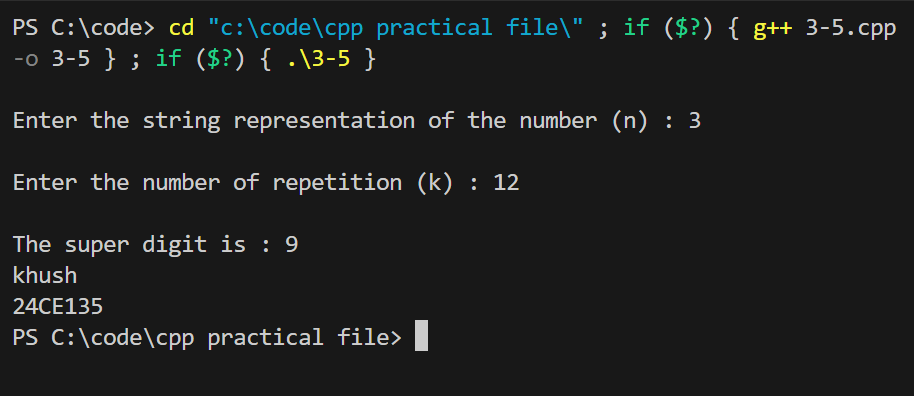 PS C:\code> cd "c:\code\cpp practical file\" ; if ($?) { g++ 3-5.cpp
-o 3-5 } ; if ($?) { .\3-5 }
Enter the string representation of the number (n) : 3
Enter the number of repetition (k) : 12
The super digit is : 9
khush
24CE135
PS C:\code\cpp practical file>